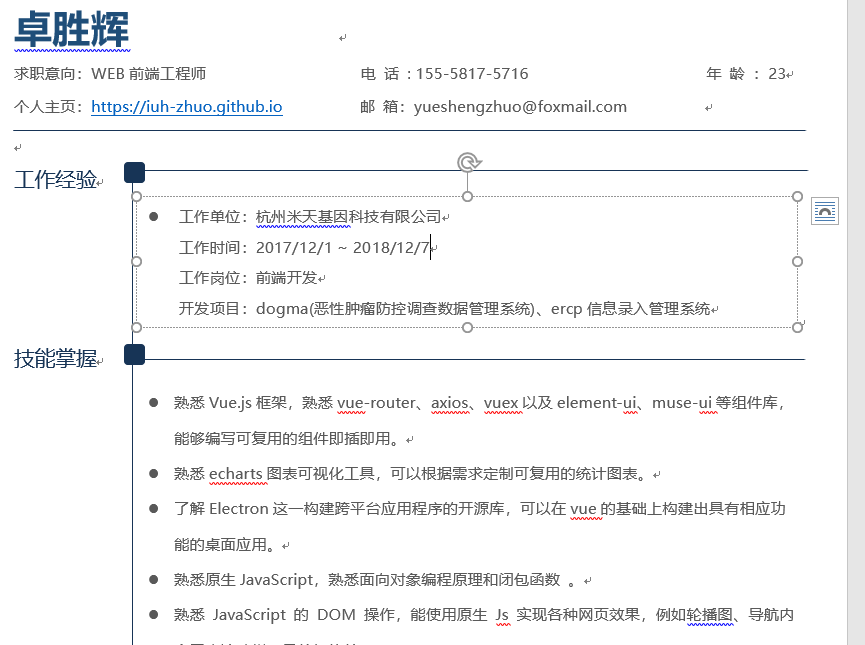 卓胜辉
求职意向：WEB 前端工程师 电 话：155-5817-5716 年 龄：23
个人主页：https://iuh-zhuo.github.io 邮 箱：yueshengzhuo@foxmail.com
工作经验
工作单位：杭州米天基因科技有限公司
工作时间：2017/12/1 ~ 2018/12/7
工作岗位：前端开发
开发项目：dogma(恶性肿瘤防控调查数据管理系统)、ercp 信息录入管理系统
技能掌握
熟悉 Vue.js 框架，熟悉 vue-router、axios、vuex 以及 element-ui、muse-ui 等组件库，
能够编写可复用的组件即插即用。
熟悉 echarts 图表可视化工具，可以根据需求定制可复用的统计图表。
了解 Electron 这一构建跨平台应用程序的开源库，可以在 vue 的基础上构建出具有相应功
能的桌面应用。
熟悉原生 JavaScript，熟悉面向对象编程原理和闭包函数 。
熟悉 JavaScript 的 DOM 操作，能使用原生 Js 实现各种网页效果，例如轮播图、导航内